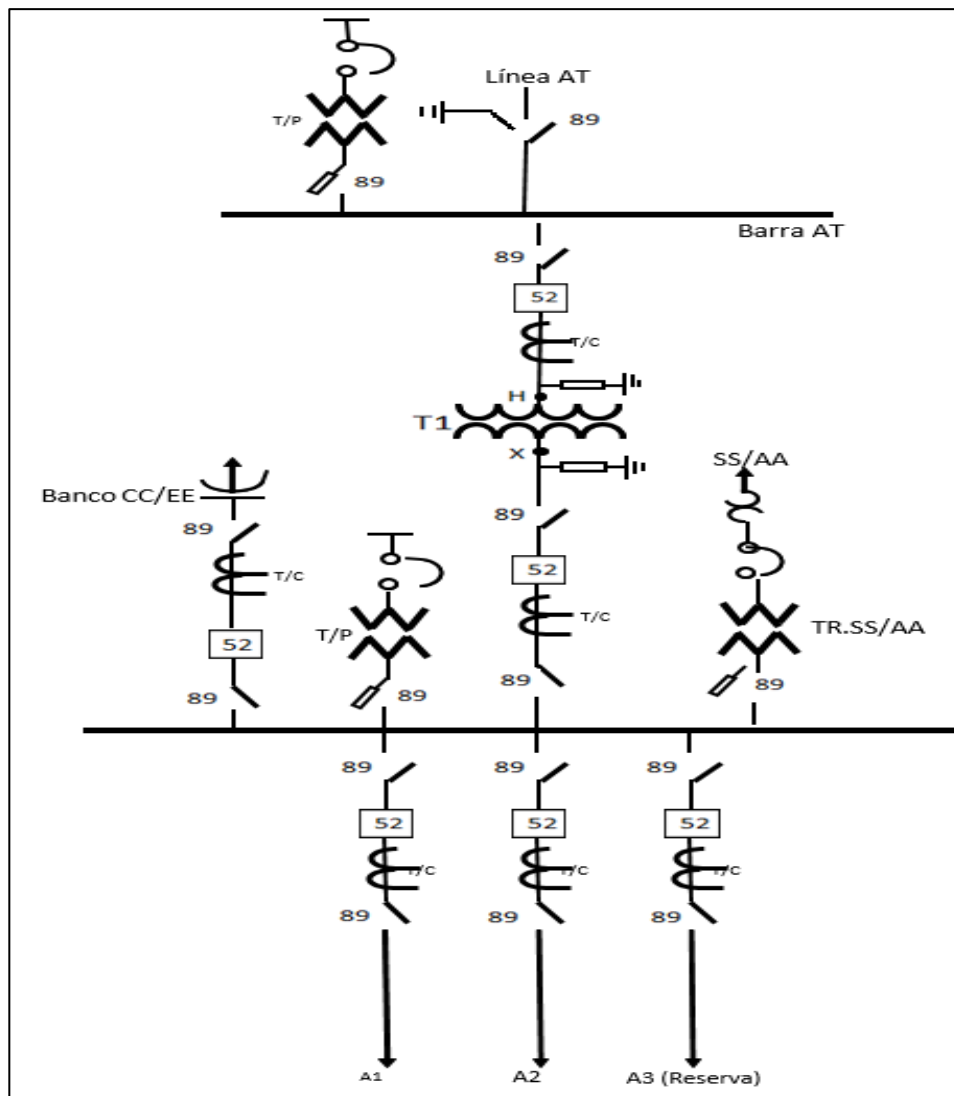 Línea AT
T/P
89
89
Barra AT
89
52
T/C
H
T1
X
SS/AA
Banco CC/EE
89
89
T/C
52
T/C
T/P
TR.SS/AA
52
89
89
89
89
89
89
89
52
52
52
T/C
T/C
T/C
89
89
89
A1
A2
A3 (Reserva)